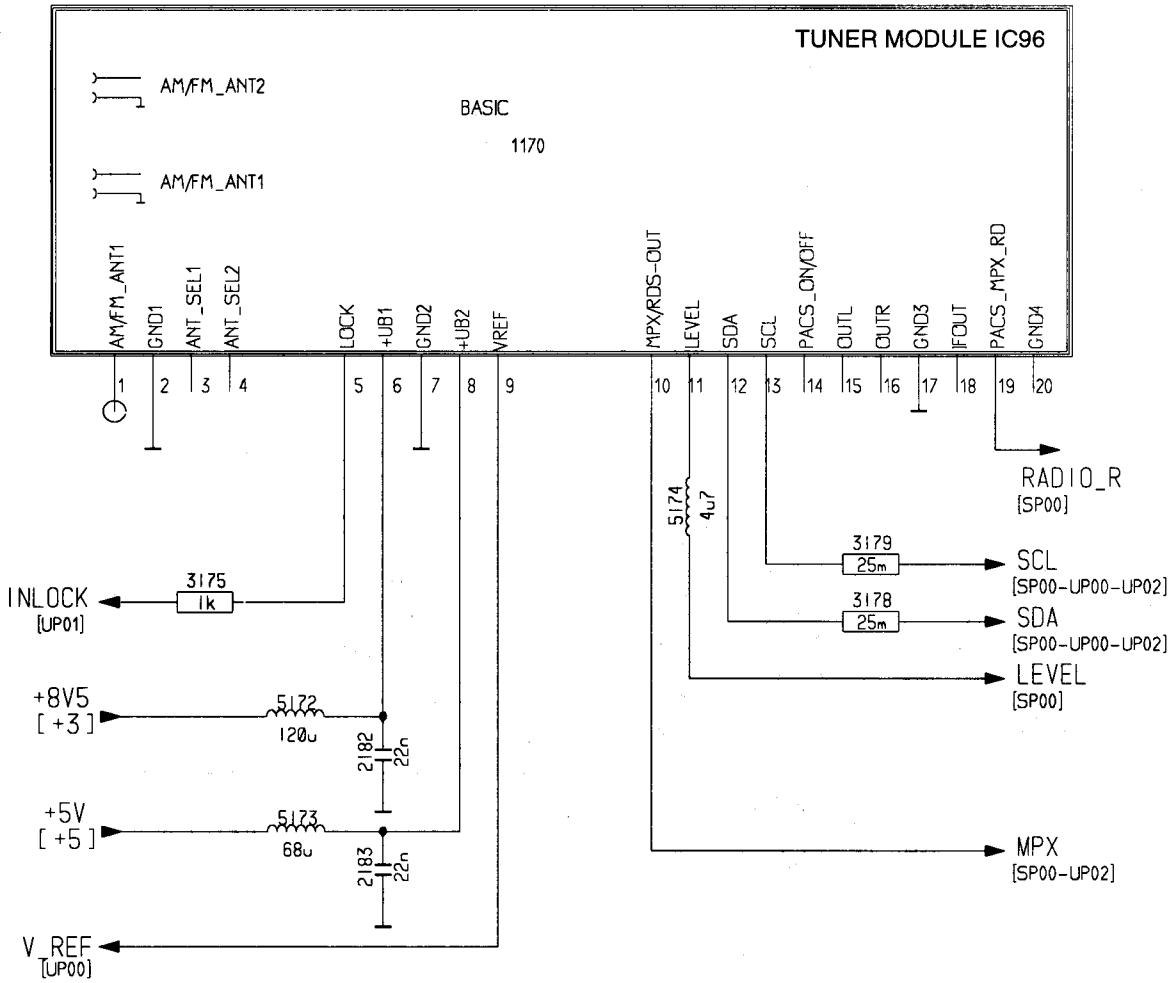 TUNER MODULE IC96
AM/FM_ANT2
BASIC
1170
AM/FM_ANT1
AM/FM_ANT1
GND1
ANT_SEL1
ANT_SEL2
LOCK
+UB1
GND2
+UB2
VREF
MPX/RDS-OUT
LEVEL
SDA
SCL
PACS_ON/OFF
OUTL
OUTR
GND3
IFOUT
PACS_MPX_RD
GND4
1 2 3 4 5 6 7 8 9 10 11 12 13 14 15 16 17 18 19 20
RADIO_R
[SP00]
5174
4u7
3179
25m
SCL
[SP00-UP00-UP02]
3178
25m
SDA
[SP00-UP00-UP02]
LEVEL
[SP00]
3175
1k
INLOCK
[UP01]
+8V5
[ +3 ]
5172
120u
2182
22n
+5V
[ +5 ]
5173
68u
2183
22n
MPX
[SP00-UP02]
V_REF
[UP00]